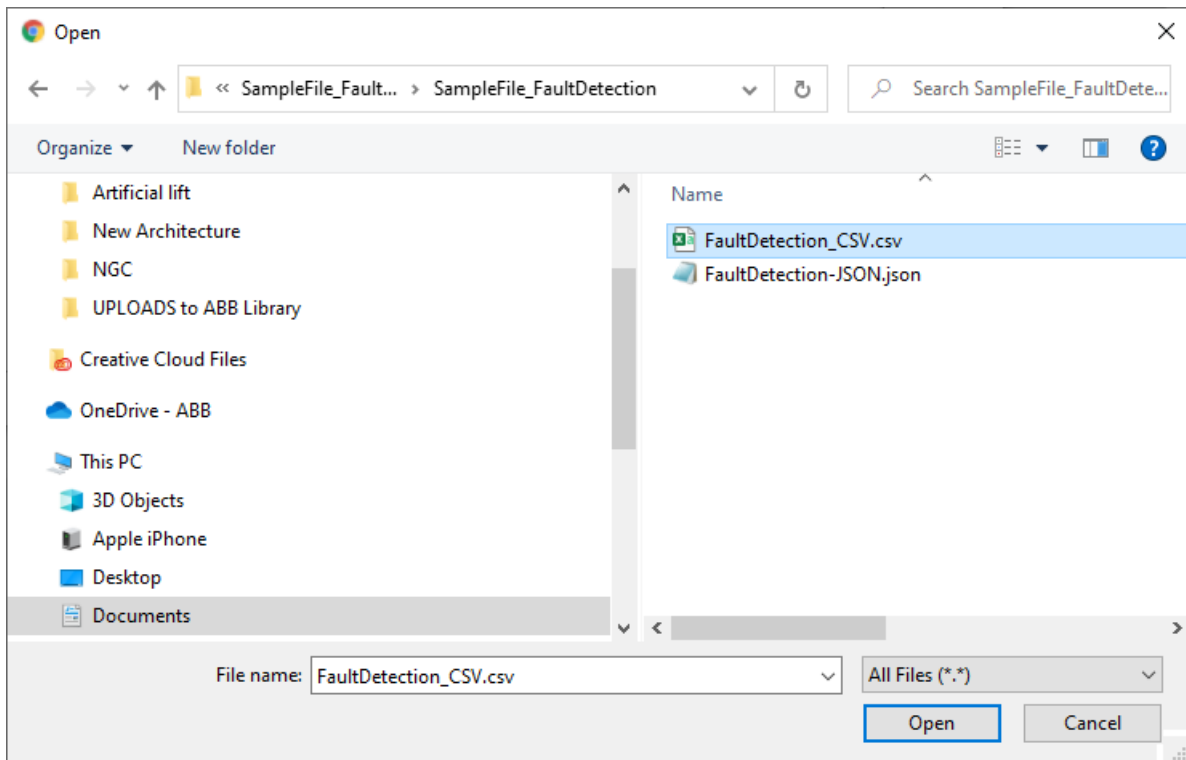 Open
« SampleFile_Fault... › SampleFile_FaultDetection
Search SampleFile_FaultDete...
Organize
New folder
?
Artificial lift
New Architecture
NGC
UPLOADS to ABB Library
Creative Cloud Files
OneDrive - ABB
This PC
3D Objects
Apple iPhone
Desktop
Documents
Name
FaultDetection_CSV.csv
FaultDetection-JSON.json
File name: FaultDetection_CSV.csv
All Files (*.*)
Open
Cancel